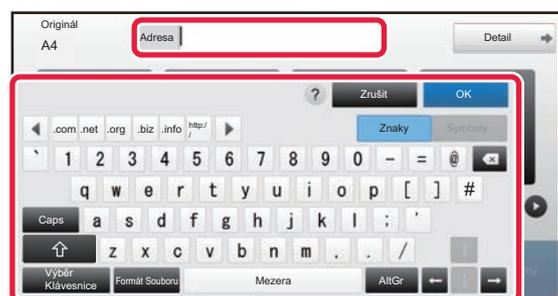 Originál
A4
Adresa
Detail
?
Zrušit
OK
.com .net .org .biz .info http:/
/
Znaky
Symboly
` 1 2 3 4 5 6 7 8 9 0 - = @
q w e r t y u i o p [ ] #
Caps a s d f g h j k l ; '
z x c v b n m , . /
Výběr
Klávesnice
Formát Souboru
Mezera
AltGr